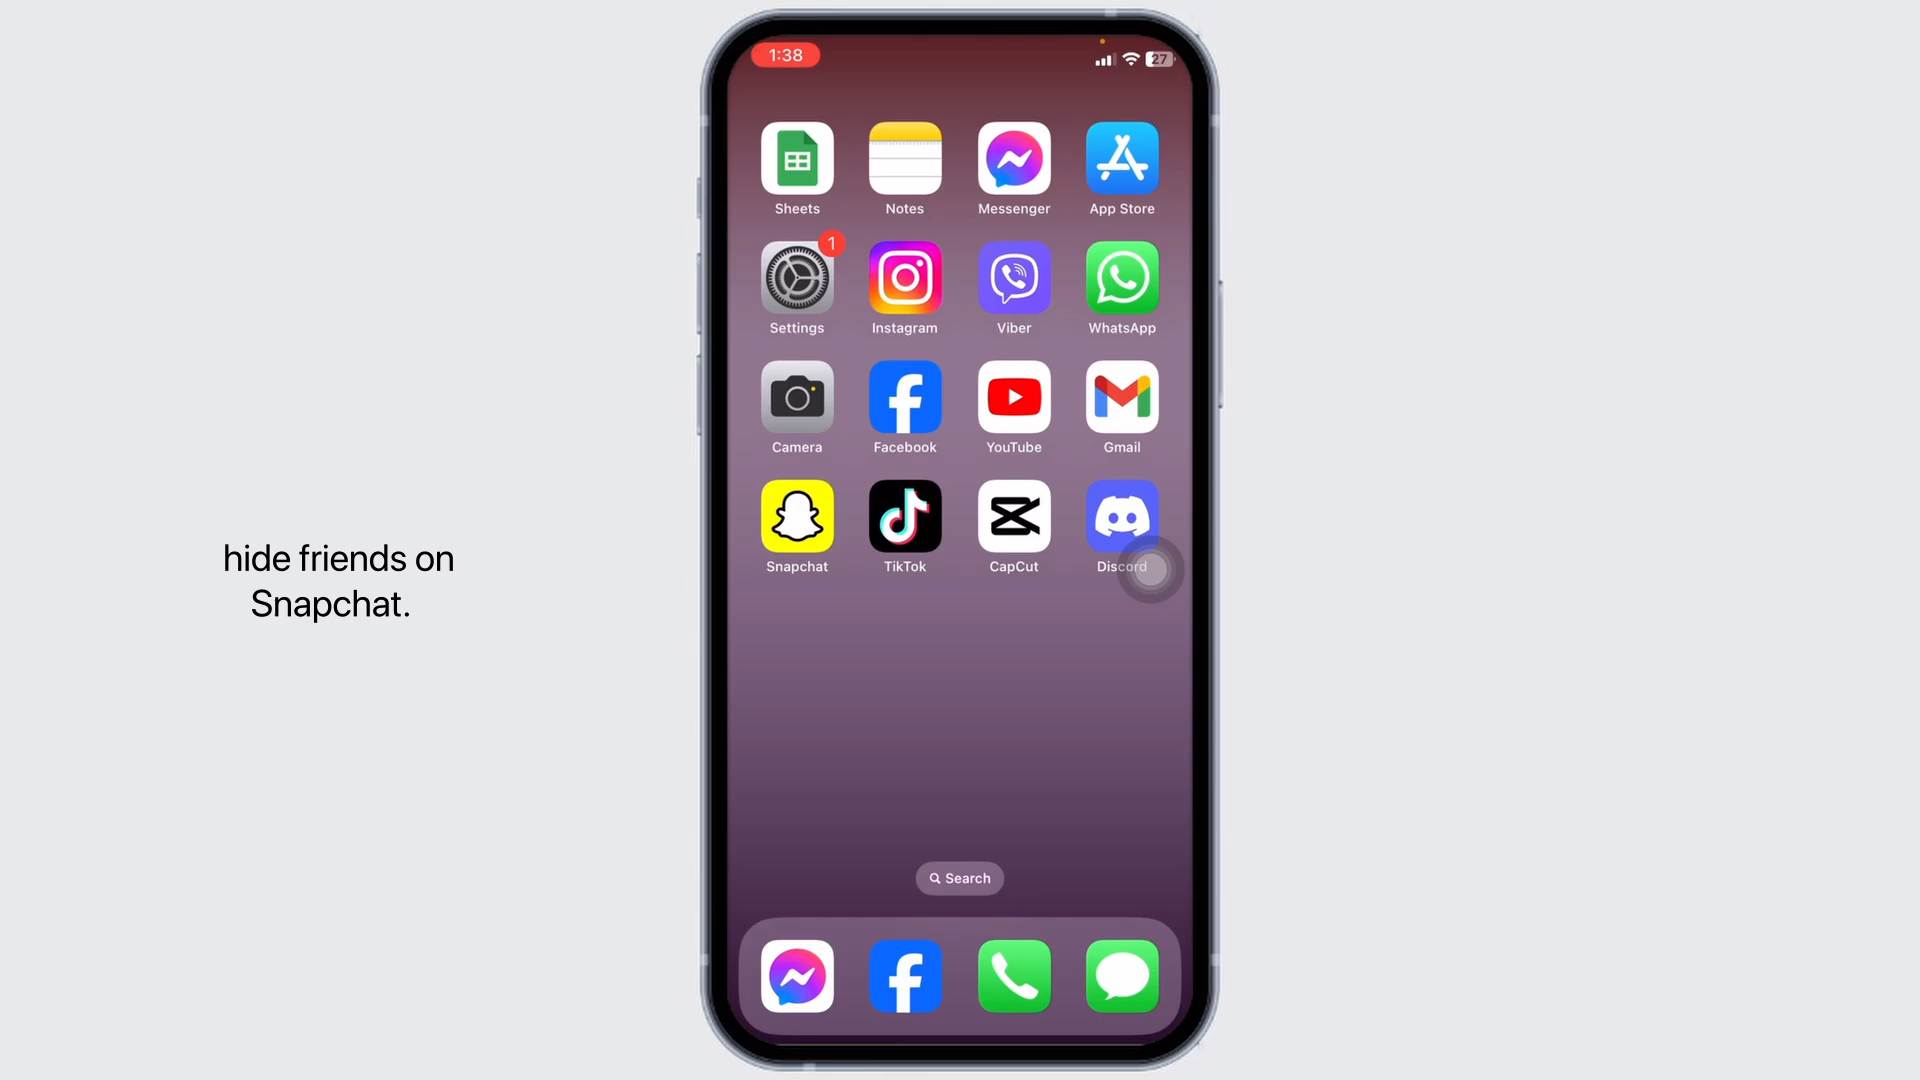 1:38
27
Sheets
Notes
Messenger
App Store
1
Settings
Instagram
Viber
WhatsApp
Camera
Facebook
YouTube
Gmail
Snapchat
TikTok
CapCut
Discord
hide friends on
Snapchat.
Search